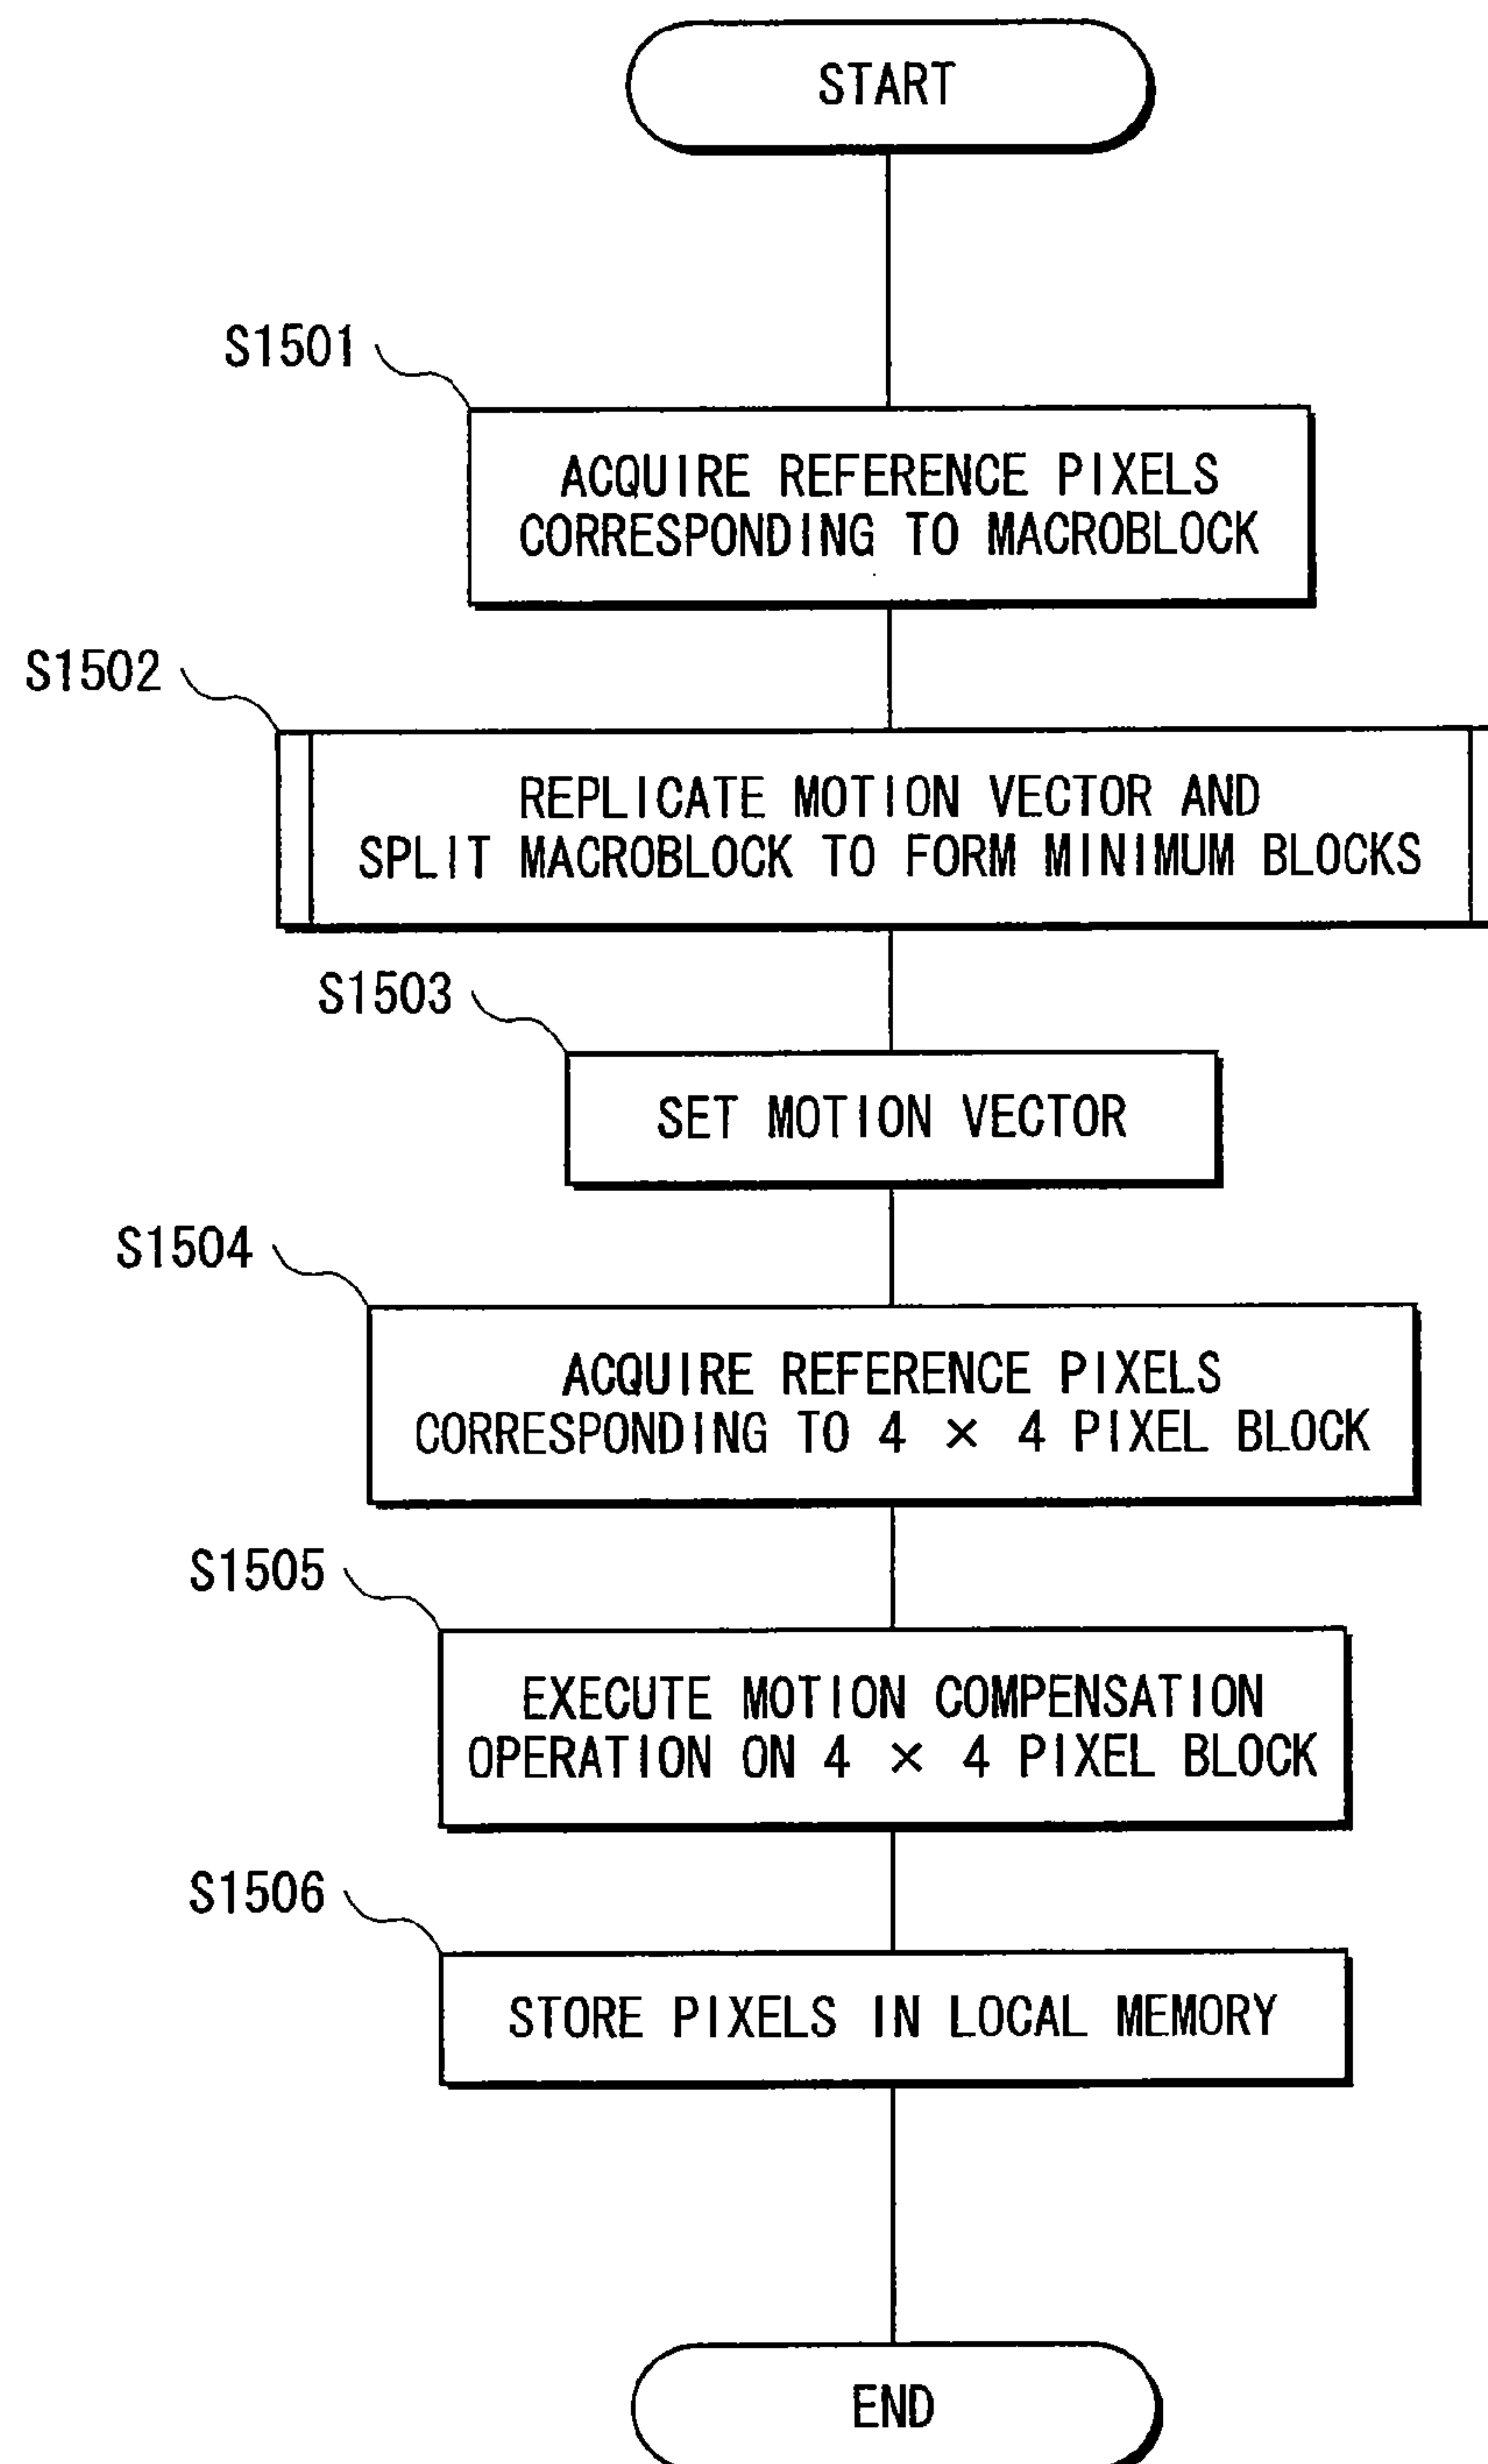 START
S1501
ACQUIRE REFERENCE PIXELS
CORRESPONDING TO MACROBLOCK
S1502
REPLICATE MOTION VECTOR AND
SPLIT MACROBLOCK TO FORM MINIMUM BLOCKS
S1503
SET MOTION VECTOR
S1504
ACQUIRE REFERENCE PIXELS
CORRESPONDING TO 4 × 4 PIXEL BLOCK
S1505
EXECUTE MOTION COMPENSATION
OPERATION ON 4 × 4 PIXEL BLOCK
S1506
STORE PIXELS IN LOCAL MEMORY
END